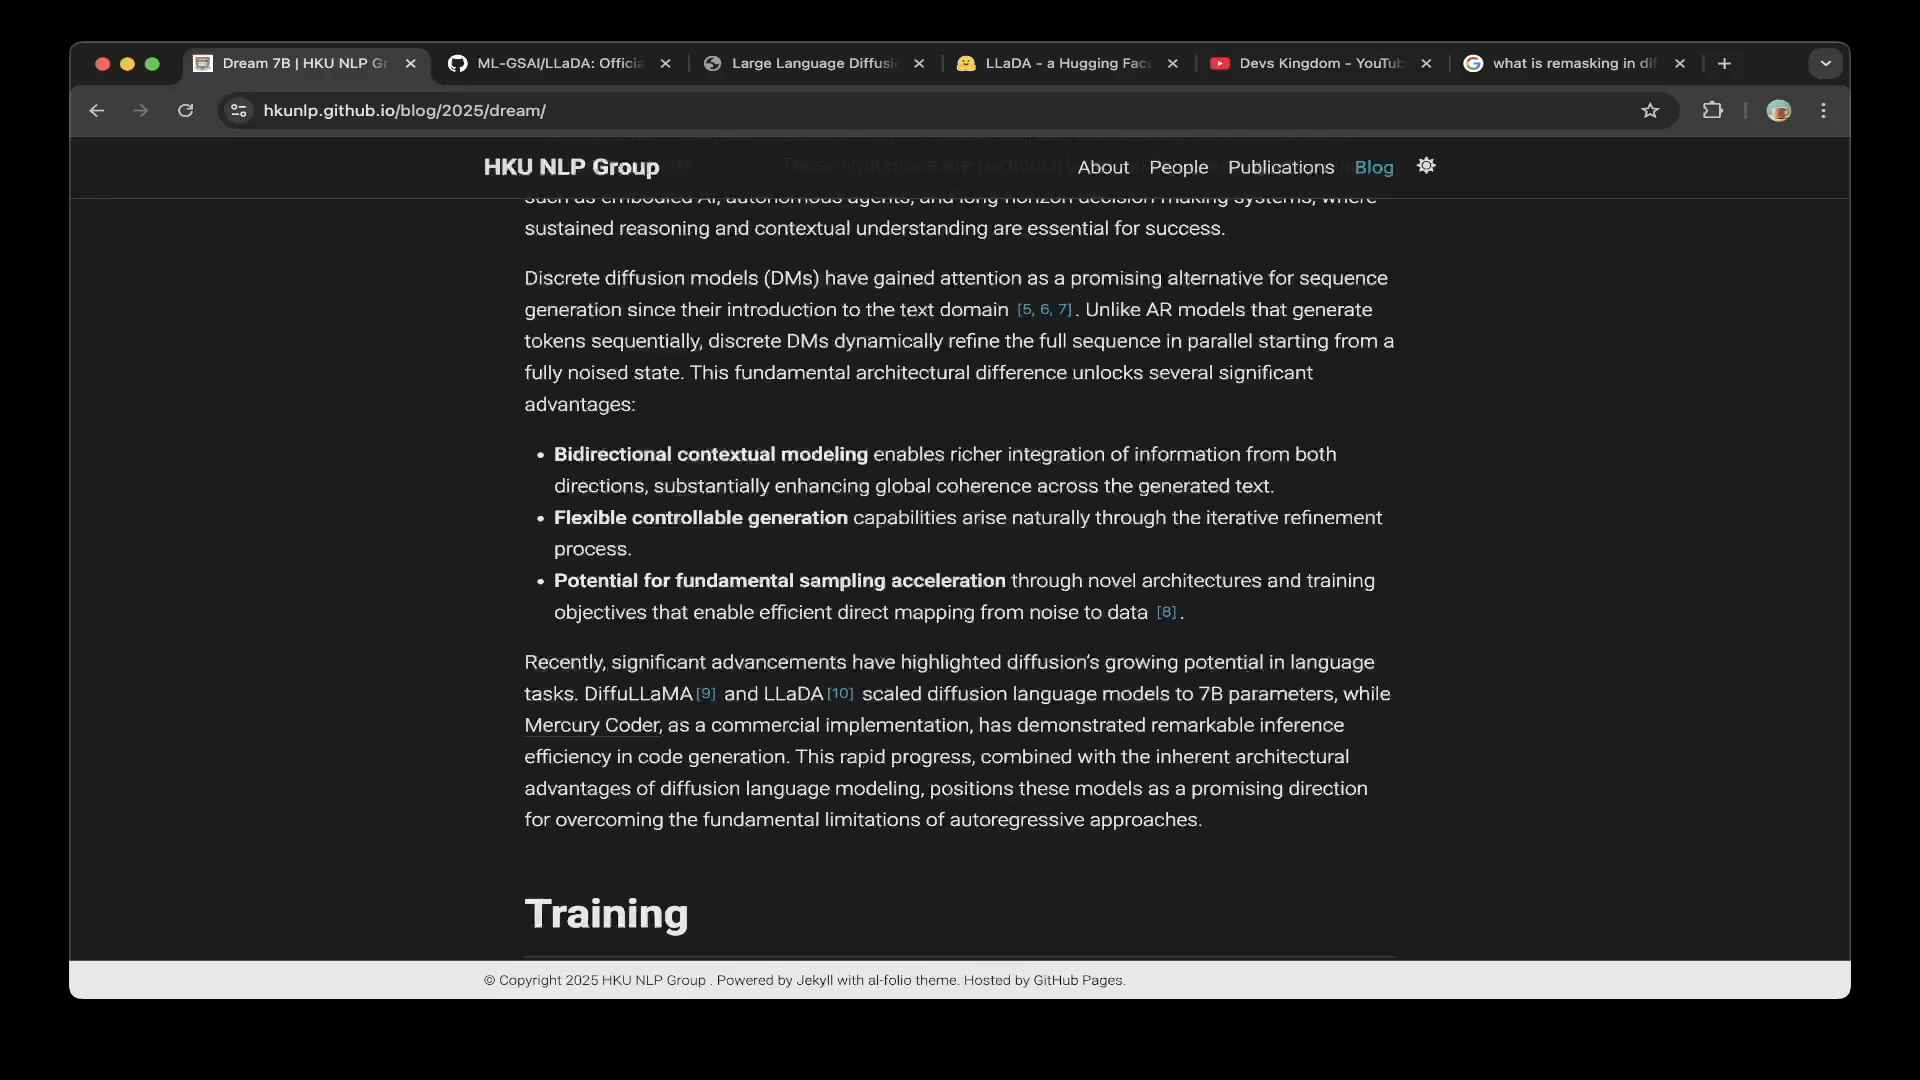 Dream 7B | HKU NLP Gr
ML-GSAI/LLaDA: Officia
Large Language Diffusi
LLaDA - a Hugging Fac
Devs Kingdom - YouTub
what is remasking in dif
hkunlp.github.io/blog/2025/dream/
HKU NLP Group
About People Publications Blog
These limitations are particular
such as embodied AI, autonomous agents, and long-horizon decision-making systems, where
sustained reasoning and contextual understanding are essential for success.
Discrete diffusion models (DMs) have gained attention as a promising alternative for sequence
generation since their introduction to the text domain [5, 6, 7]. Unlike AR models that generate
tokens sequentially, discrete DMs dynamically refine the full sequence in parallel starting from a
fully noised state. This fundamental architectural difference unlocks several significant
advantages:
• Bidirectional contextual modeling enables richer integration of information from both
directions, substantially enhancing global coherence across the generated text.
• Flexible controllable generation capabilities arise naturally through the iterative refinement
process.
• Potential for fundamental sampling acceleration through novel architectures and training
objectives that enable efficient direct mapping from noise to data [8].
Recently, significant advancements have highlighted diffusion's growing potential in language
tasks. DiffuLLaMA[9] and LLaDA[10] scaled diffusion language models to 7B parameters, while
Mercury Coder, as a commercial implementation, has demonstrated remarkable inference
efficiency in code generation. This rapid progress, combined with the inherent architectural
advantages of diffusion language modeling, positions these models as a promising direction
for overcoming the fundamental limitations of autoregressive approaches.
Training
© Copyright 2025 HKU NLP Group . Powered by Jekyll with al-folio theme. Hosted by GitHub Pages.